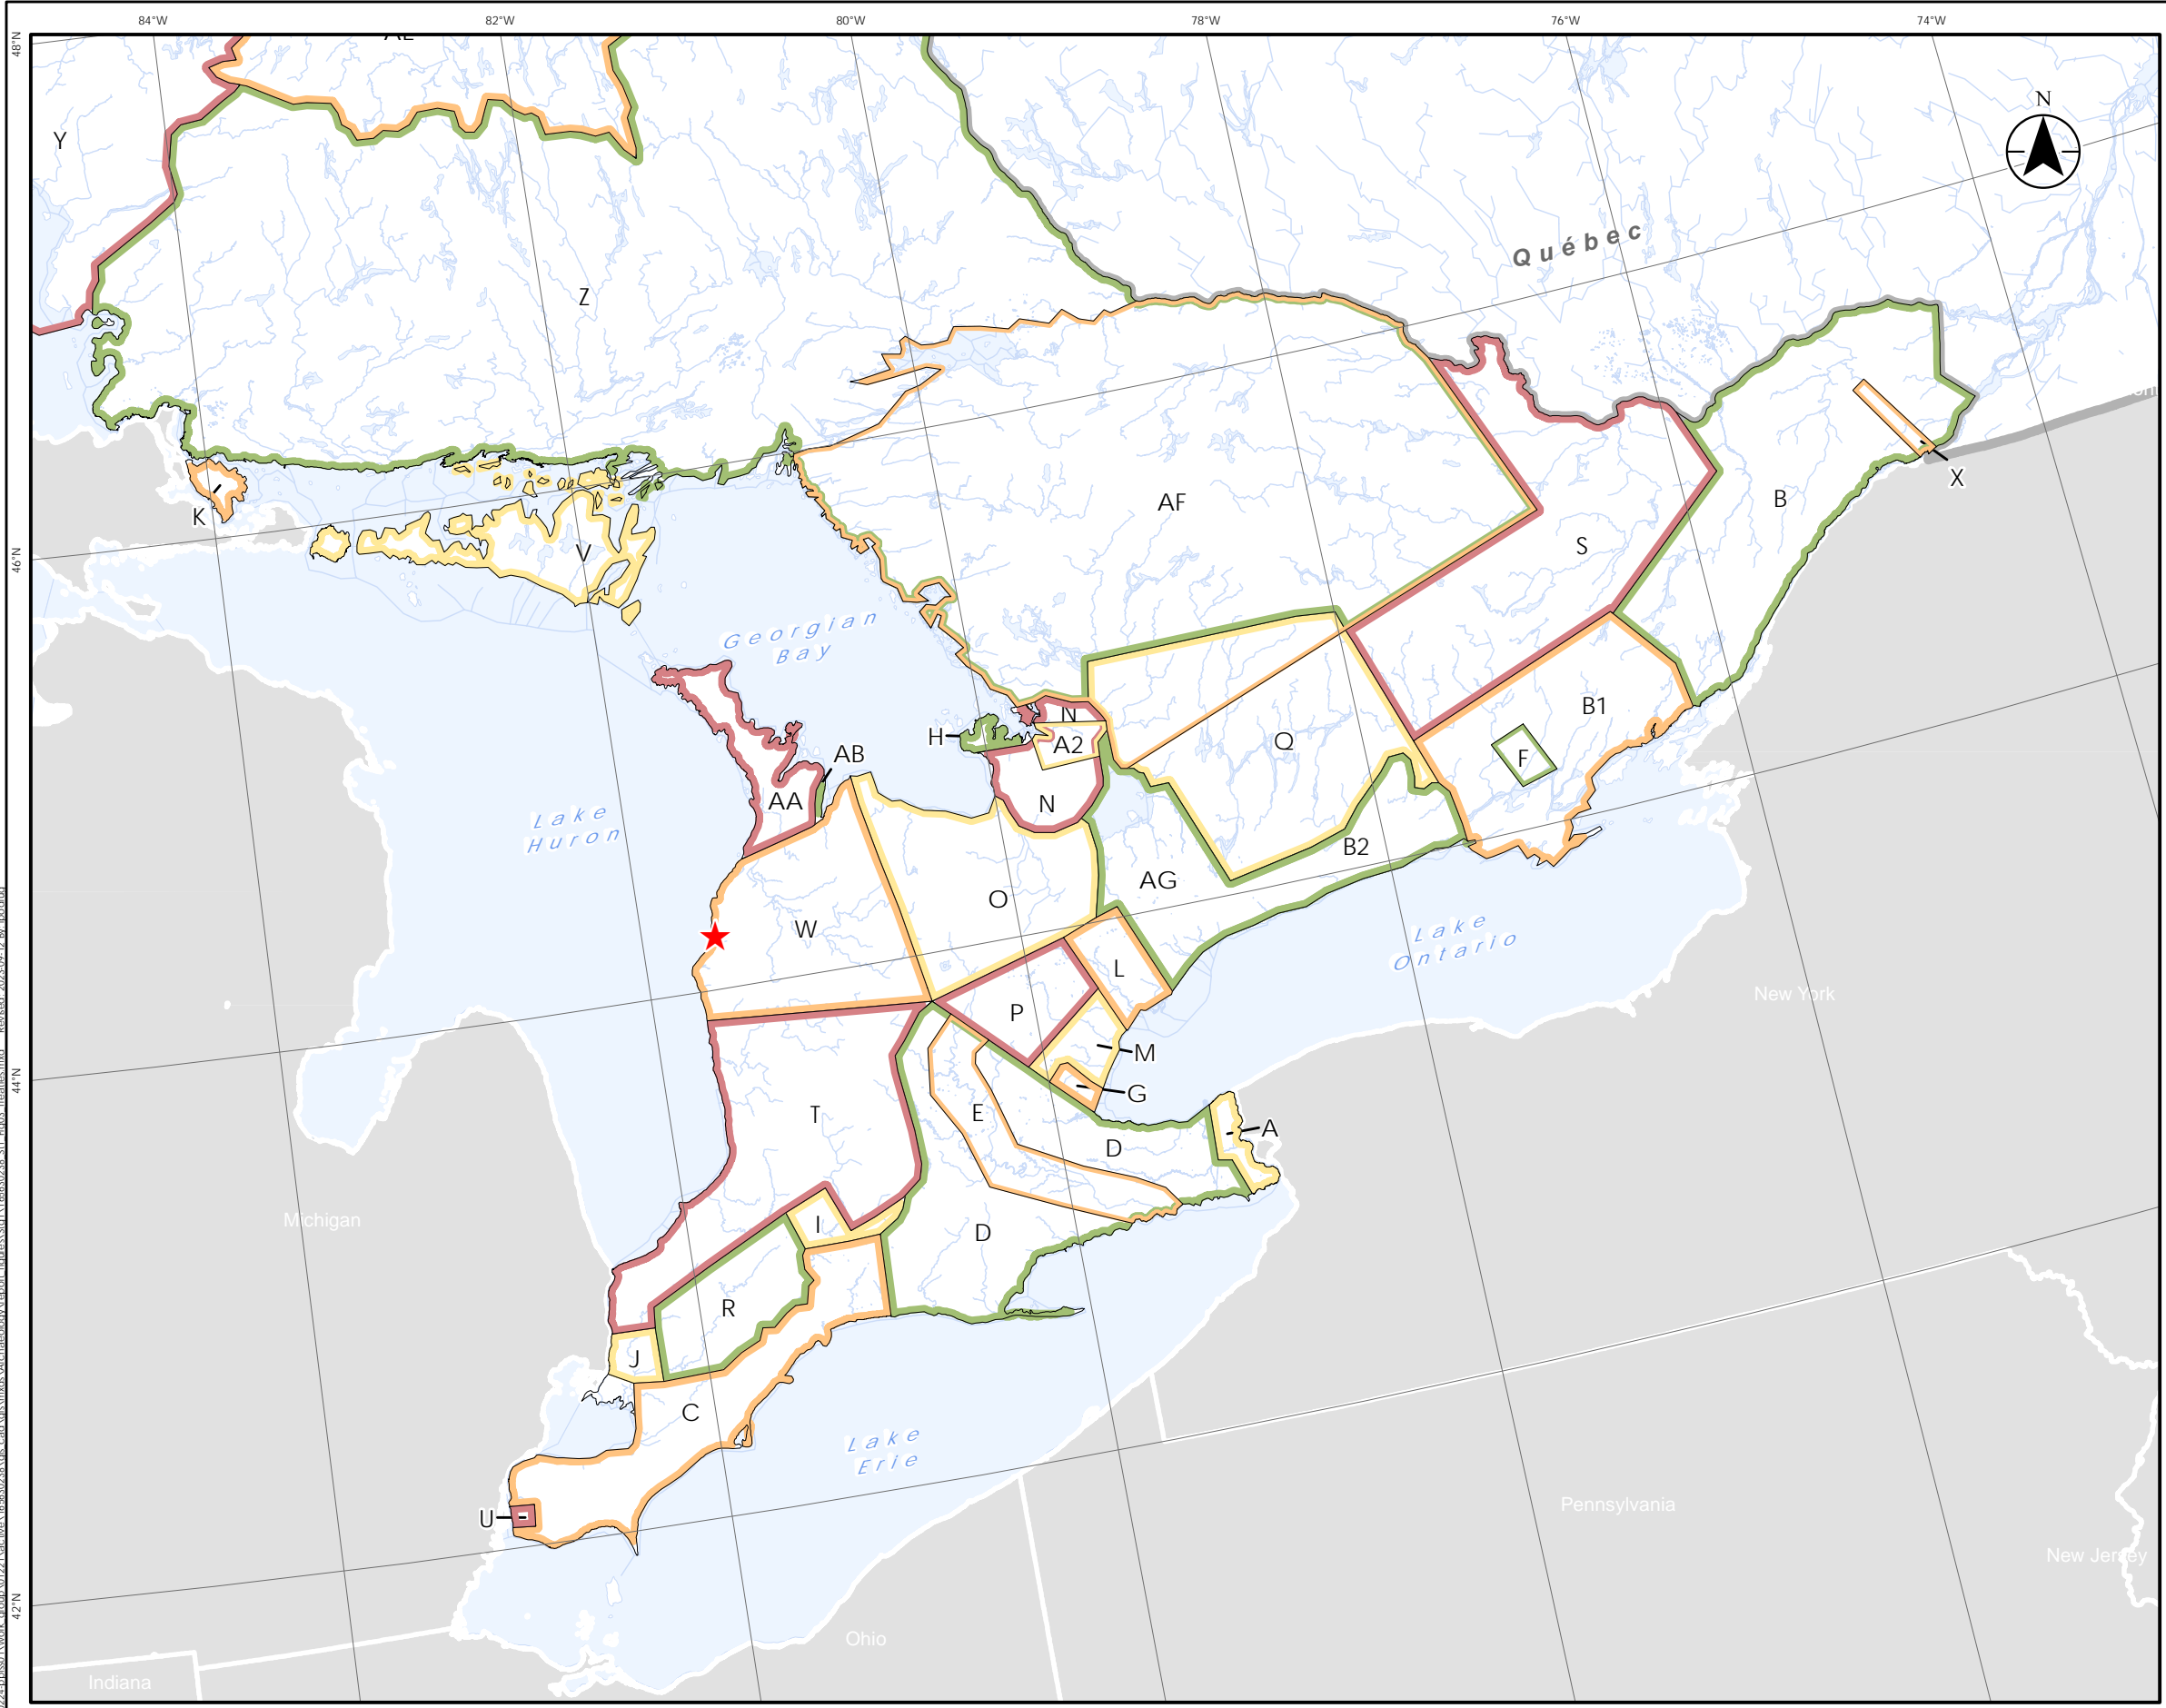 84°W
82°W
80°W
78°W
76°W
74°W
48°N
N
Y
Z
Québec
AF
S
B
X
K
46°N
V
Georgian
Bay
N
B1
H
A2
Q
F
AB
AA
N
Lake
Huron
B2
AG
O
W
Lake
Ontario
L
New York
P
M
44°N
G
T
E
A
D
Michigan
I
D
R
J
C
Lake
Erie
U
Pennsylvania
New Jersey
42°N
Ohio
Indiana